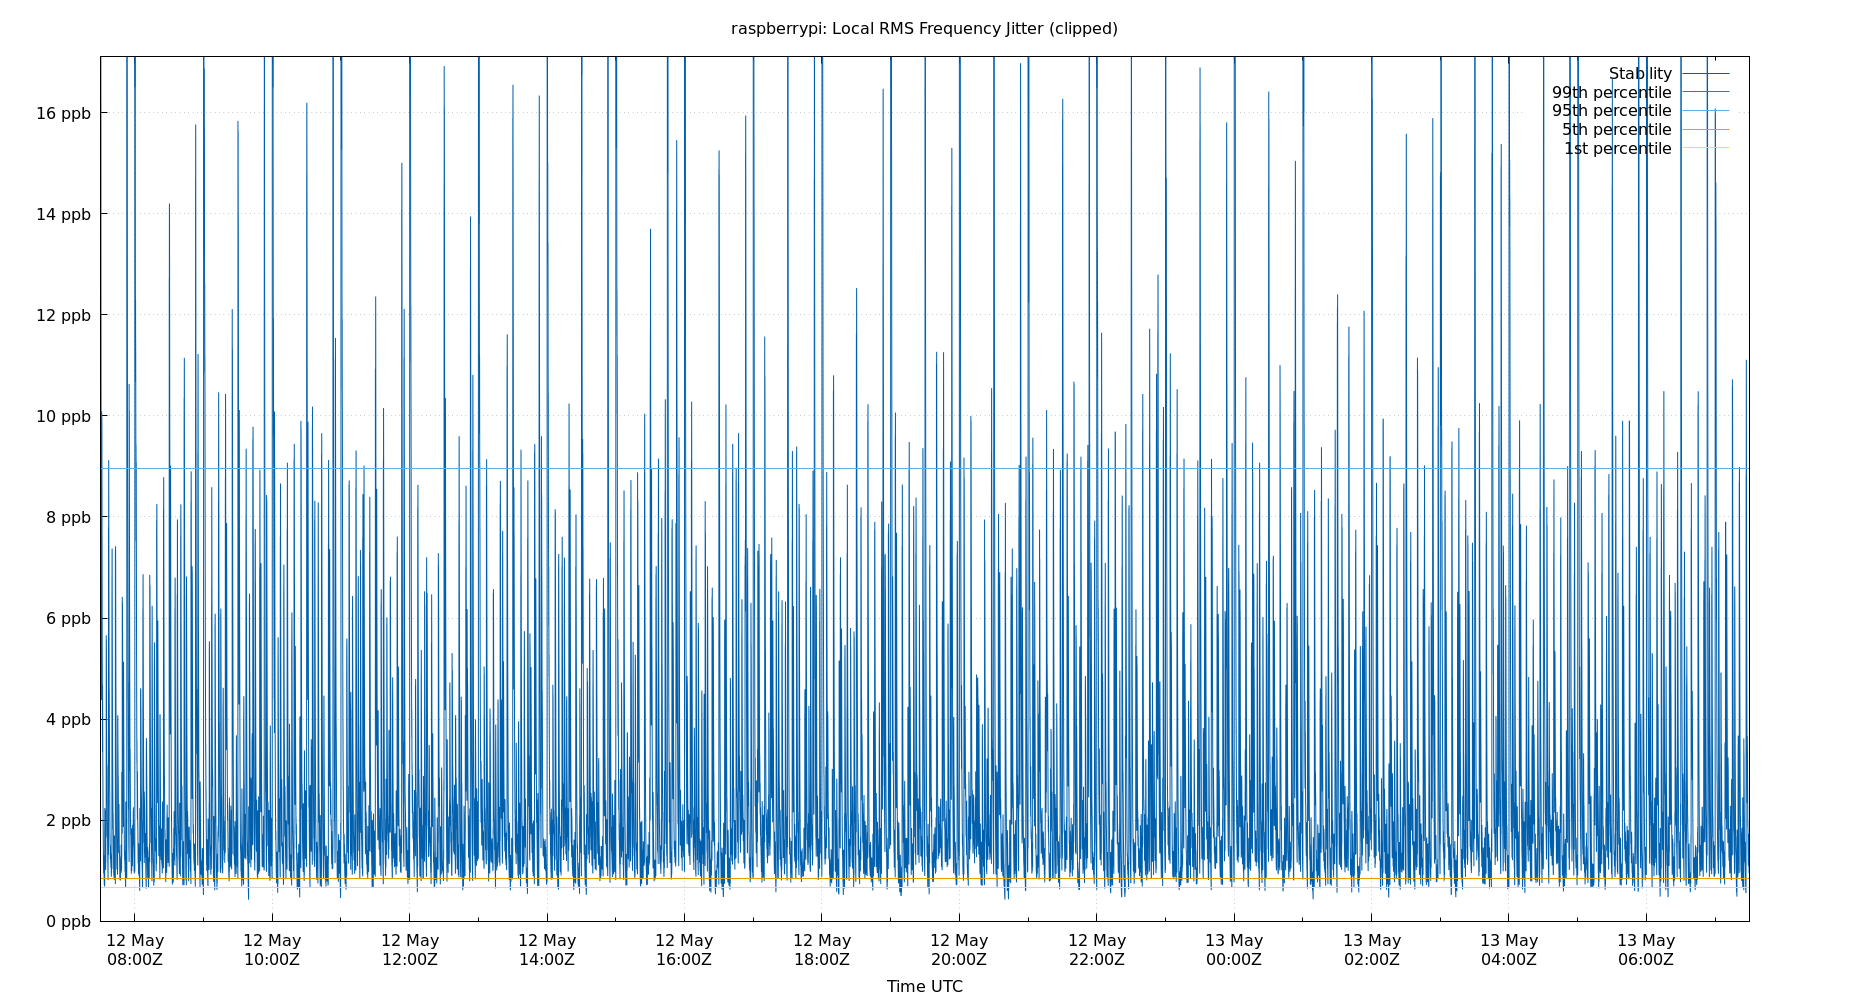 raspberrypi: Local RMS Frequency Jitter (clipped)
Stability
99th percentile
95th percentile
5th percentile
1st percentile
16 ppb
14 ppb
12 ppb
10 ppb
8 ppb
6 ppb
4 ppb
2 ppb
0 ppb
12 May 12 May 12 May 12 May 12 May 12 May 12 May 12 May 13 May 13 May 13 May 13 May
08:00Z 10:00Z 12:00Z 14:00Z 16:00Z 18:00Z 20:00Z 22:00Z 00:00Z 02:00Z 04:00Z 06:00Z
Time UTC